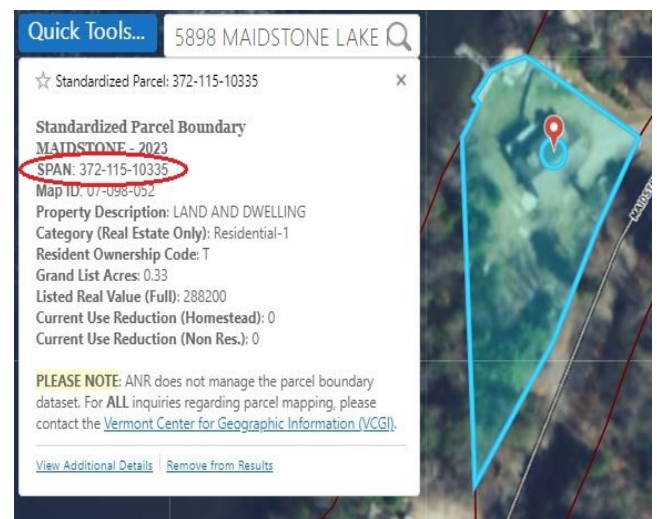 Quick Tools...
5898 MAIDSTONE LAKE
Standardized Parcel: 372-115-10335
Standardized Parcel Boundary
MAIDSTONE - 2023
SPAN: 372-115-10335
Map ID: 07-098-052
Property Description: LAND AND DWELLING
Category (Real Estate Only): Residential-1
Resident Ownership Code: T
Grand List Acres: 0.33
Listed Real Value (Full): 288200
Current Use Reduction (Homestead): 0
Current Use Reduction (Non Res.): 0
PLEASE NOTE: ANR does not manage the parcel boundary
dataset. For ALL inquiries regarding parcel mapping, please
contact the Vermont Center for Geographic Information (VCGI).
View Additional Details
Remove from Results